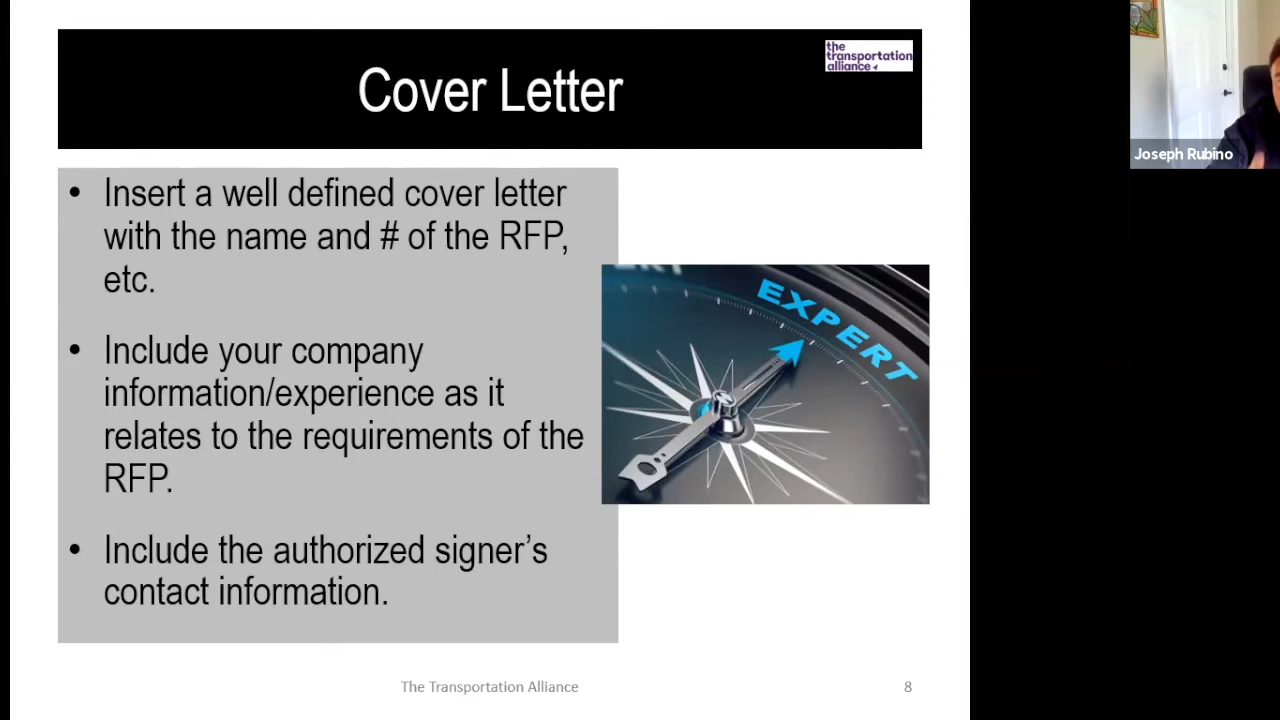 Cover Letter
the
transportation
alliance
Joseph Rubino
• Insert a well defined cover letter
with the name and # of the RFP,
etc.
• Include your company
information/experience as it
relates to the requirements of the
RFP.
• Include the authorized signer’s
contact information.
EXPERT
The Transportation Alliance
8